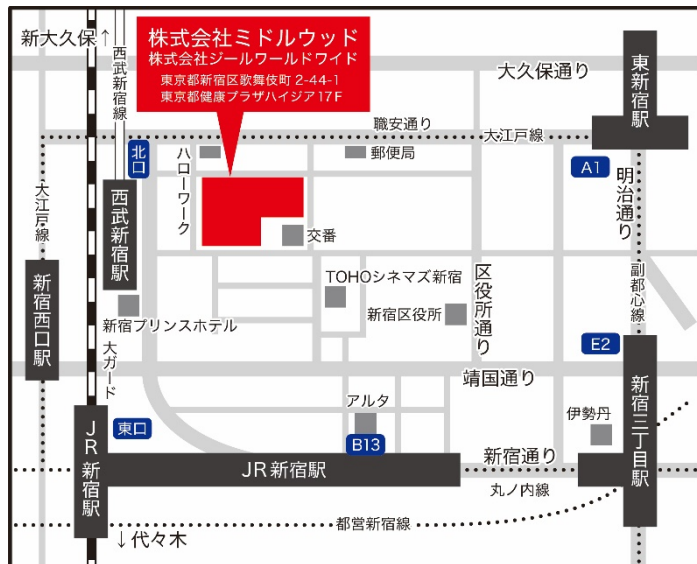 新大久保↑
西武新宿線
株式会社ミドルウッド
株式会社ジールワールドワイド
東京都新宿区歌舞伎町 2-44-1
東京都健康プラザハイジア17F
大久保通り
東新宿駅
職安通り
大江戸線
北口
ハローワーク
郵便局
A1
明治通り
大江戸線
西武新宿駅
交番
新宿西口駅
TOHOシネマズ新宿
区役所通り
副都心線
新宿プリンスホテル
新宿区役所
大ガード
E2
靖国通り
新宿三丁目駅
アルタ
伊勢丹
JR新宿駅
東口
B13
新宿通り
JR新宿駅
丸ノ内線
都営新宿線
↓代々木